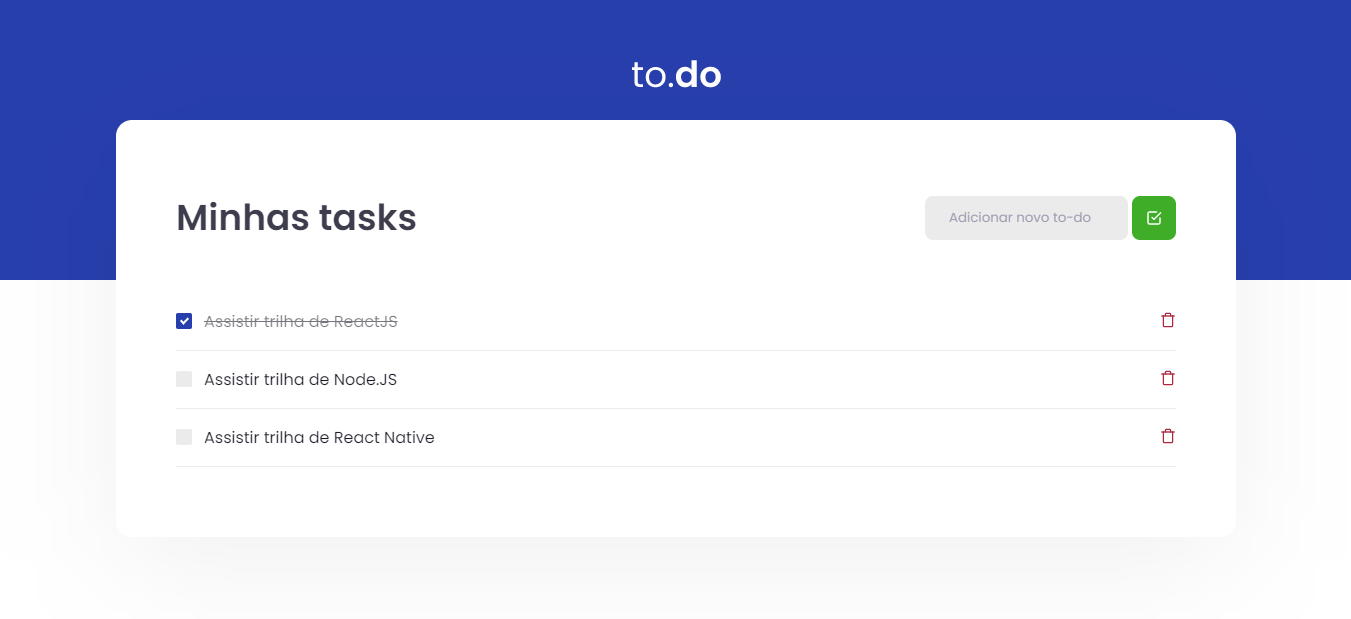 to.do
Minhas tasks
Adicionar novo to-do
Assistir trilha de ReactJS
Assistir trilha de Node.JS
Assistir trilha de React Native